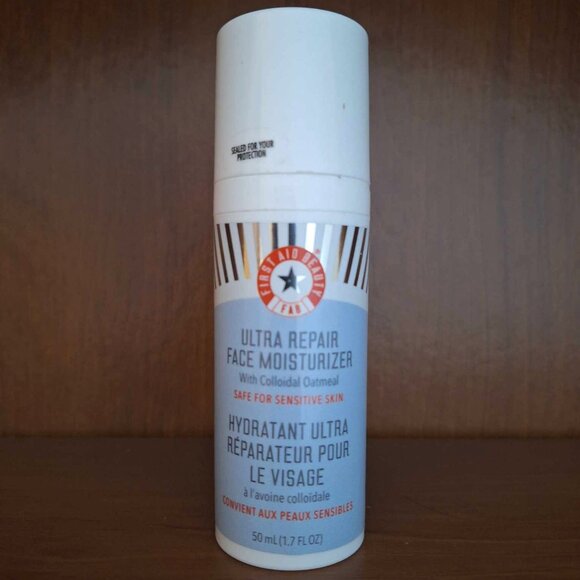 SEALED FOR YOUR
PROTECTION
FIRST AID BEAUTY®
FAB
ULTRA REPAIR
FACE MOISTURIZER
With Colloidal Oatmeal
SAFE FOR SENSITIVE SKIN
HYDRATANT ULTRA
RÉPARATEUR POUR
LE VISAGE
à l'avoine colloïdale
CONVIENT AUX PEAUX SENSIBLES
50 mL (1.7 FL OZ)